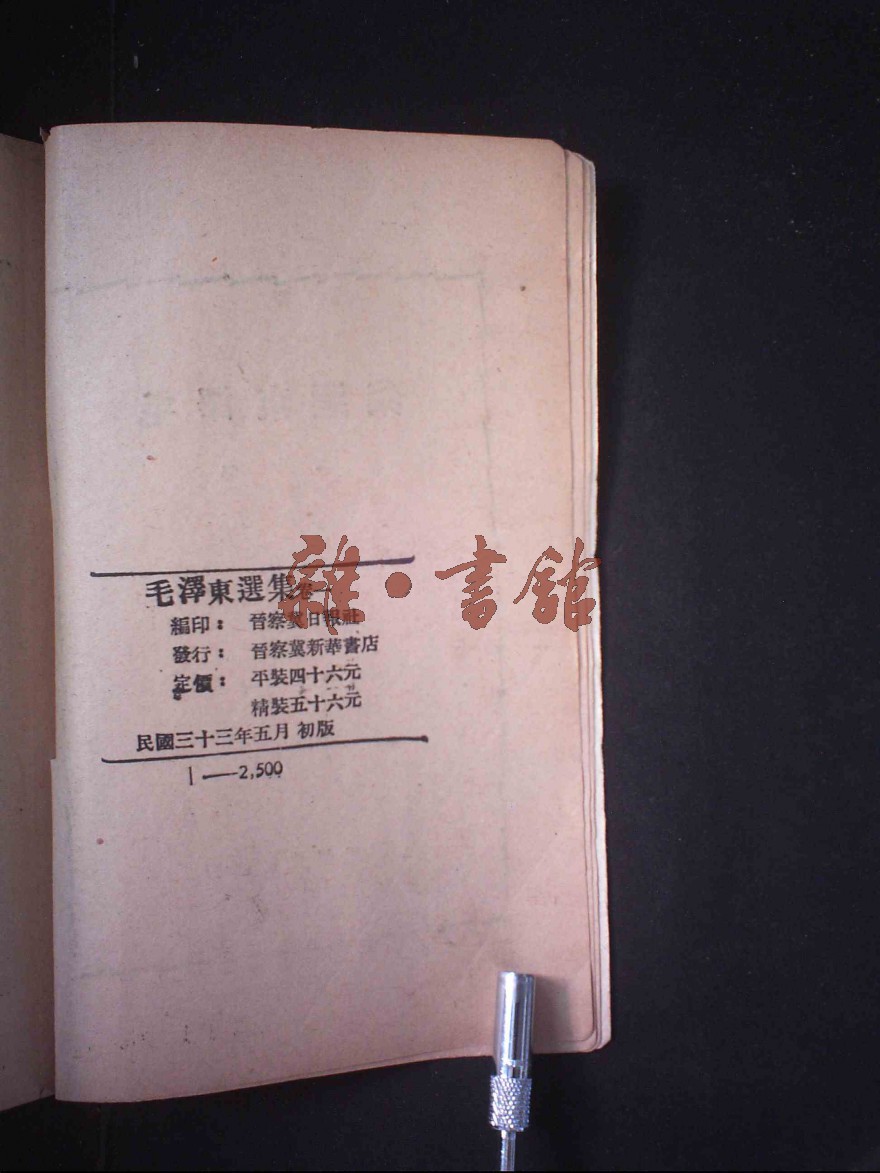 毛澤東選集卷一
編印： 晉察冀日報社
發行： 晉察冀新華書店
定價： 平裝四十六元
精裝五十六元
民國三十三年五月初版
1——2,500
雜·書館